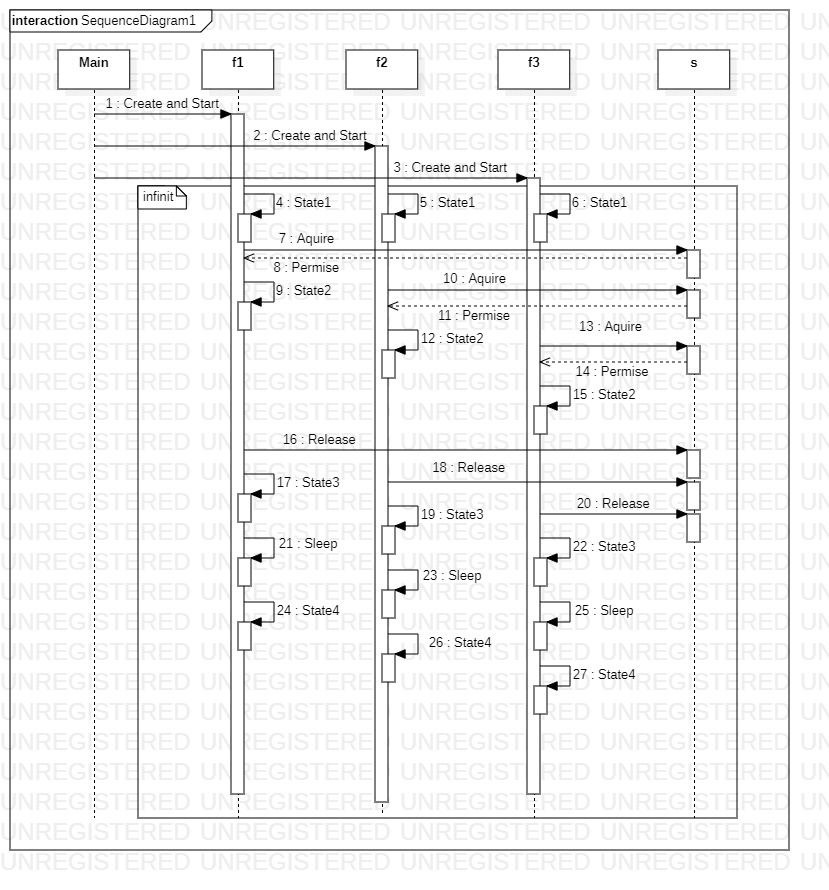 interaction SequenceDiagram1
Main
f1
f2
f3
s
1 : Create and Start
2 : Create and Start
3 : Create and Start
infinit
4 : State1
5 : State1
6 : State1
7 : Aquire
8 : Permise
9 : State2
10 : Aquire
11 : Permise
12 : State2
13 : Aquire
14 : Permise
15 : State2
16 : Release
17 : State3
18 : Release
19 : State3
20 : Release
21 : Sleep
22 : State3
23 : Sleep
24 : State4
25 : Sleep
26 : State4
27 : State4
UNREGISTERED